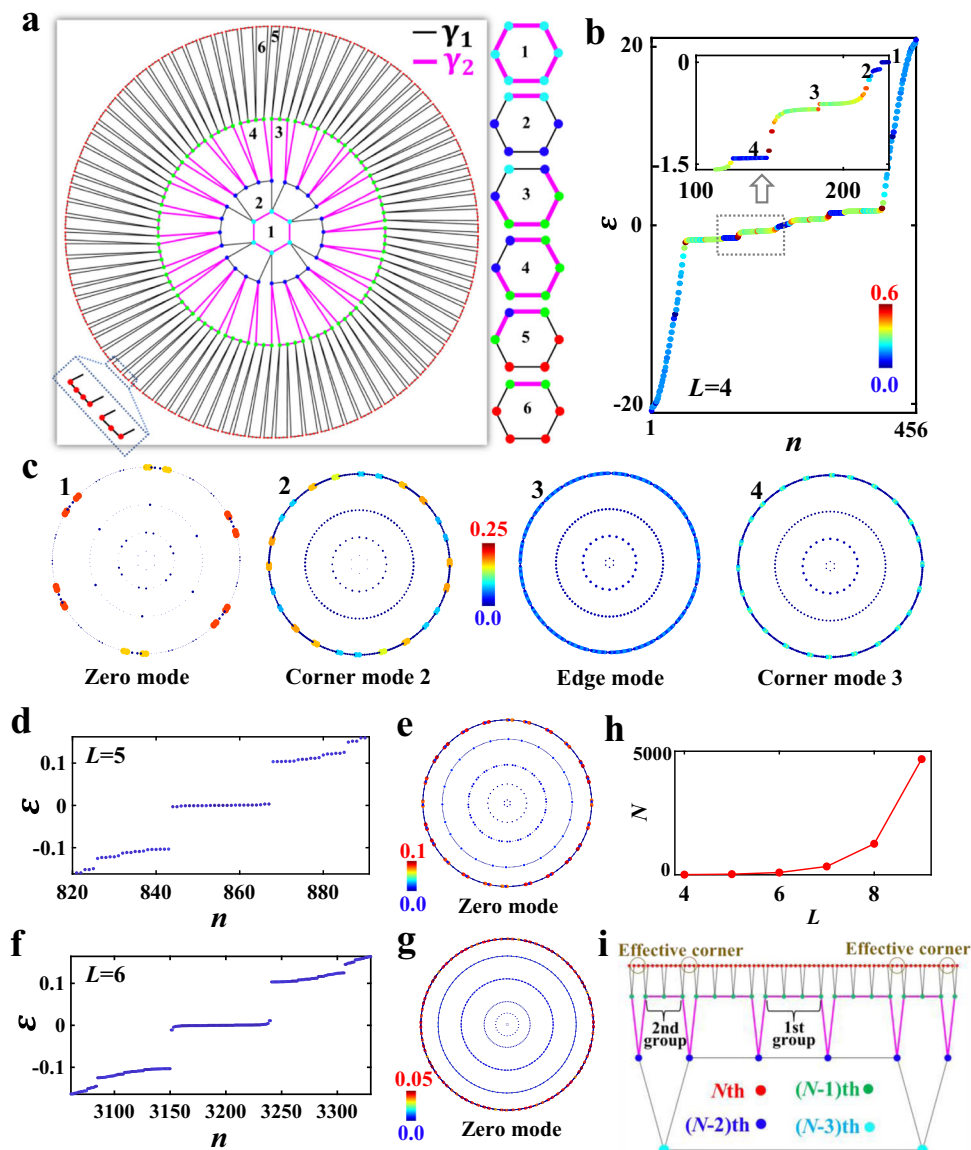 a
γ1
γ2
6 5
4 3
2
1
1
2
3
4
5
6
b
20
0
-20
ε
1
456
n
L=4
0
-1.5
100
200
1
2
3
4
0.6
0.0
c
1
2
3
4
0.25
0.0
Zero mode
Corner mode 2
Edge mode
Corner mode 3
d
L=5
0.1
0
-0.1
ε
820 840 860 880
n
e
0.1
0.0
Zero mode
h
5000
0
N
4 6 8
L
f
L=6
0.1
0
-0.1
ε
3100 3150 3200 3250 3300
n
g
0.05
0.0
Zero mode
i
Effective corner Effective corner
2nd group
1st group
Nth (N-1)th
(N-2)th (N-3)th